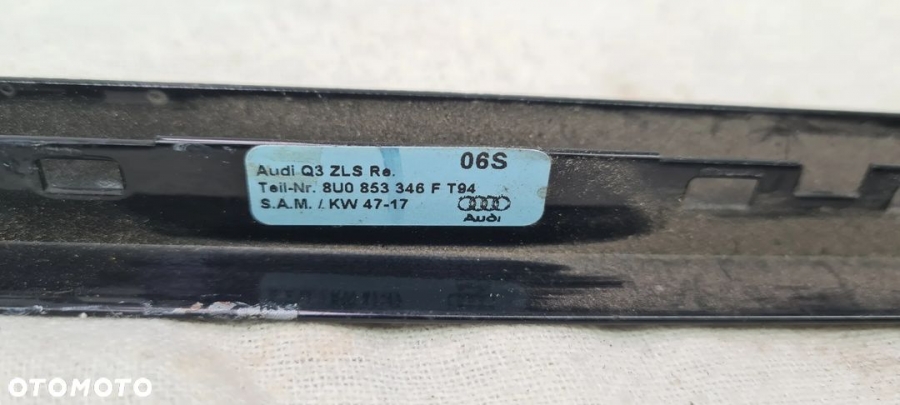 06S
Audi Q3 ZLS Re.
Teil-Nr. 8U0 853 346 F T94
S.A.M. / KW 47-17
Audi
OTOMOTO